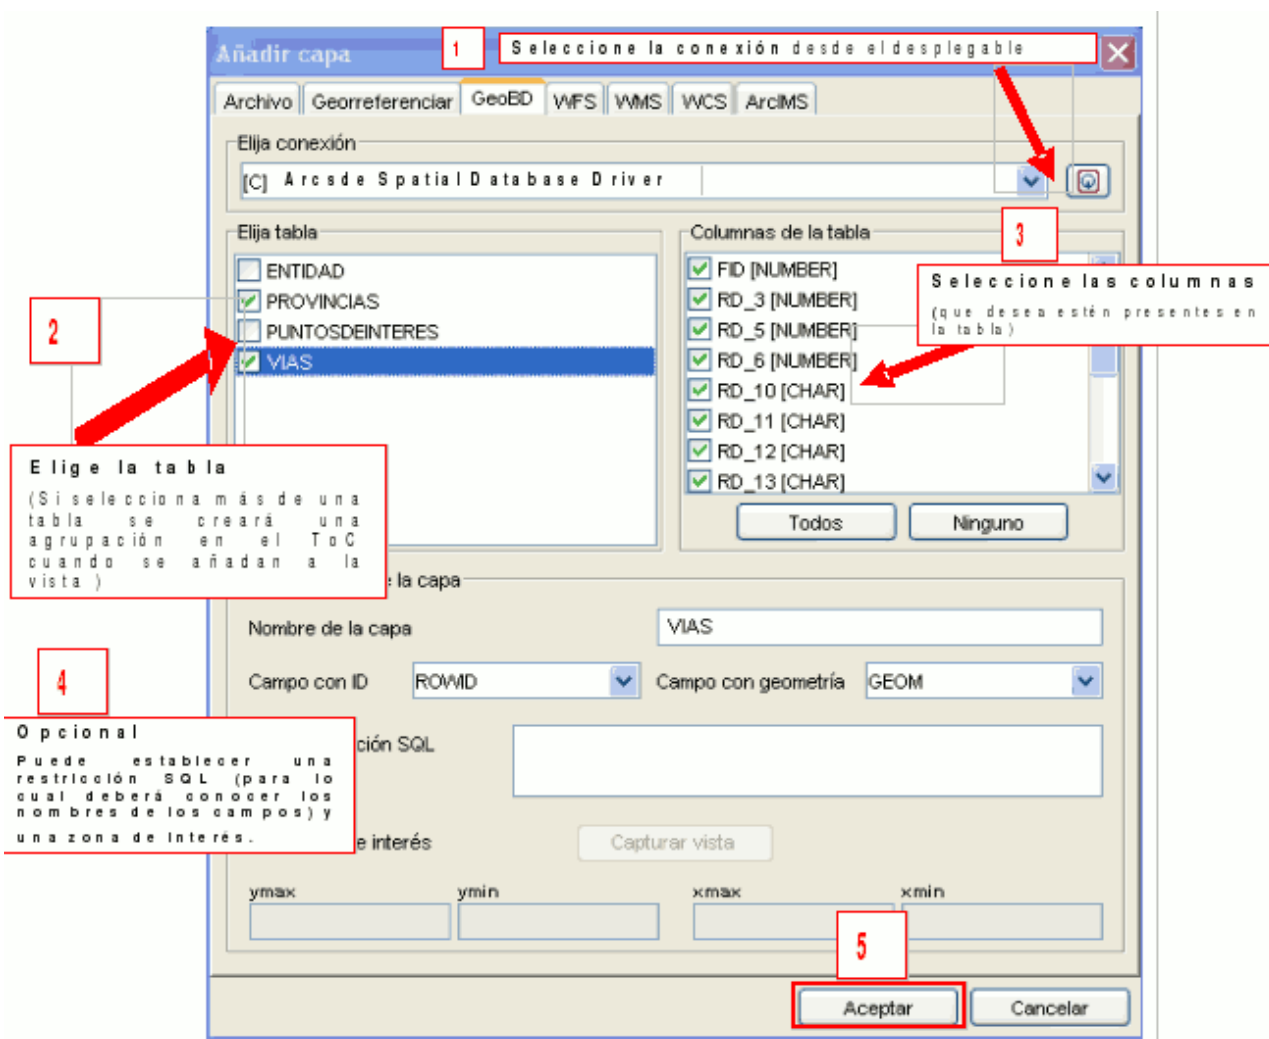 Añadir capa
1
Seleccione la conexión desde el desplegable
Archivo
Georreferenciar
GeoBD
WFS
WMS
WCS
ArcIMS
Elija conexión
[C] Arcsde Spatial Database Driver
Elija tabla
ENTIDAD
PROVINCIAS
PUNTOSDEINTERES
VIAS
2
Elige la tabla
(Si selecciona más de una
tabla se creará una
agrupación en el ToC
cuando se añadan a la
vista)
Columnas de la tabla
3
FID [NUMBER]
RD_3 [NUMBER]
RD_5 [NUMBER]
RD_6 [NUMBER]
RD_10 [CHAR]
RD_11 [CHAR]
RD_12 [CHAR]
RD_13 [CHAR]
Seleccione las columnas
(que desea estén presentes en
la tabla)
Todos
Ninguno
la capa
Nombre de la capa
VIAS
Campo con ID
ROWID
Campo con geometría
GEOM
4
Opcional
Puede establecer una
restricción SQL (para lo
cual deberá conocer los
nombres de los campos) y
una zona de Interés.
ción SQL
e interés
Capturar vista
ymax
ymin
xmax
xmin
5
Aceptar
Cancelar